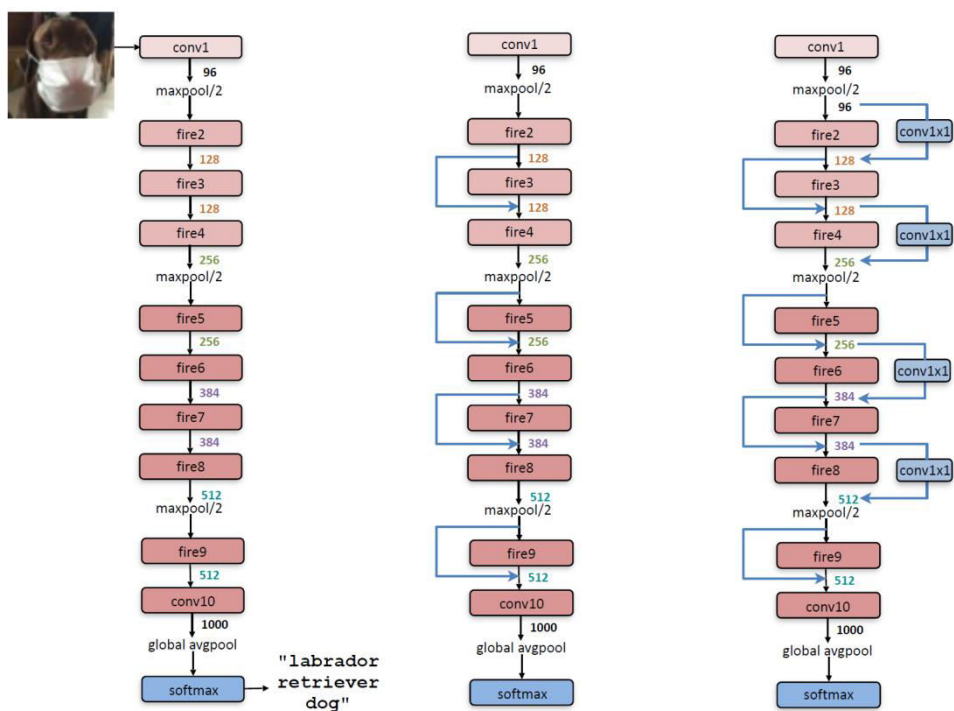 conv1
96
maxpool/2
fire2
128
fire3
128
fire4
256
maxpool/2
fire5
256
fire6
384
fire7
384
fire8
512
maxpool/2
fire9
512
conv10
1000
global avgpool
softmax
"labrador
retriever
dog"
conv1
96
maxpool/2
fire2
fire3
128
fire4
256
maxpool/2
fire5
256
fire6
384
fire7
384
fire8
512
maxpool/2
fire9
512
conv10
1000
global avgpool
softmax
conv1
96
maxpool/2
96
conv1x1
fire2
128
fire3
128
conv1x1
fire4
256
maxpool/2
fire5
256
conv1x1
fire6
384
fire7
384
conv1x1
fire8
512
maxpool/2
fire9
512
conv10
1000
global avgpool
softmax